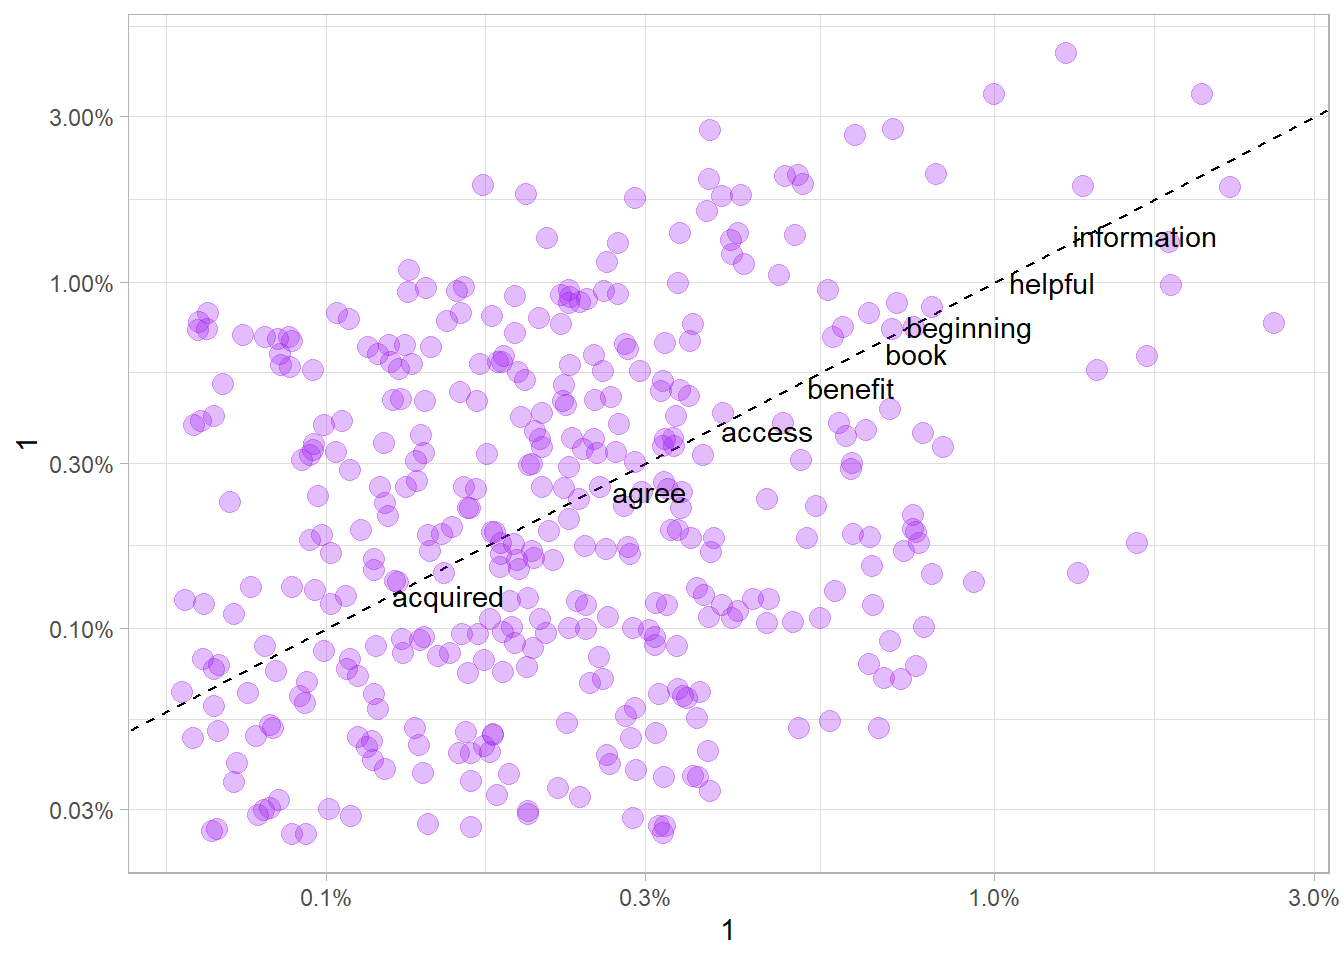 3.00%
1.00%
0.30%
0.10%
0.03%
1
information
helpful
beginning
book
benefit
access
agree
acquired
0.1%
0.3%
1.0%
3.0%
1